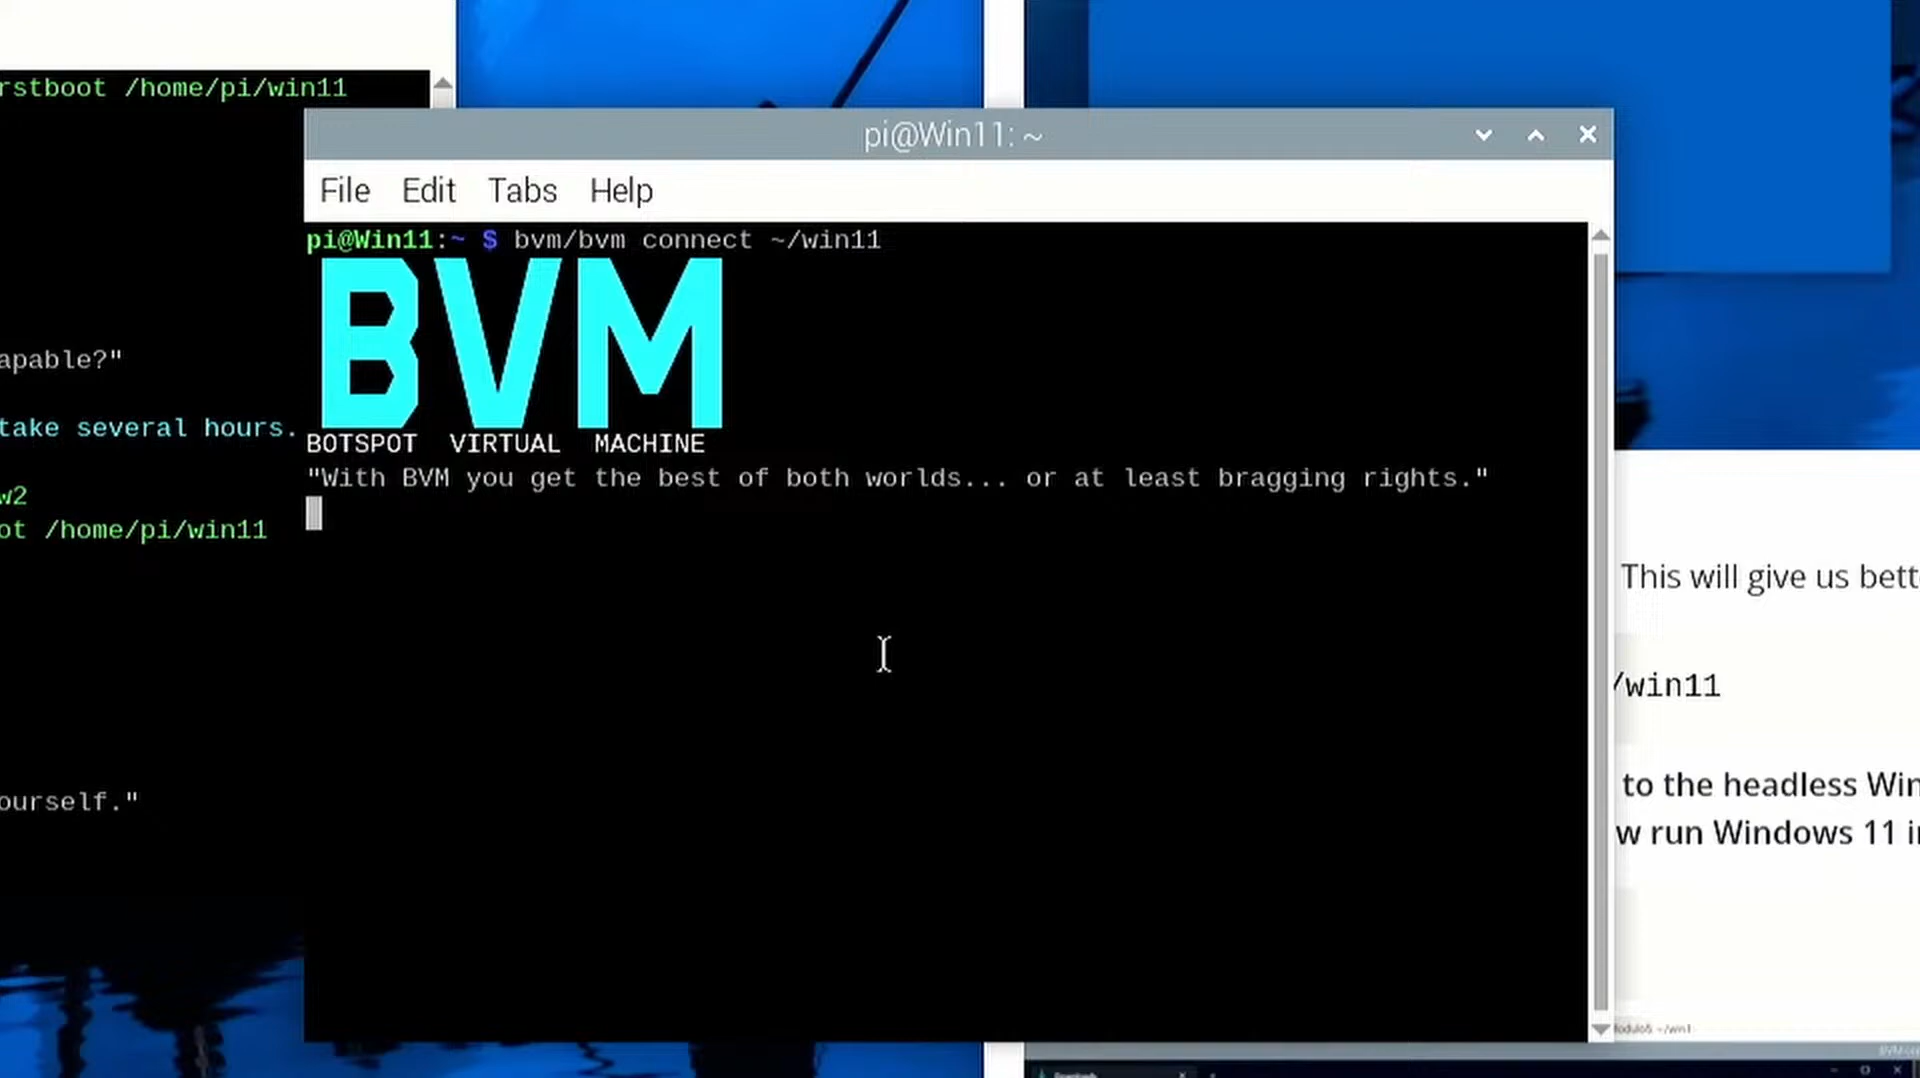 rstboot /home/pi/win11
apable?"
take several hours.
w2
ot /home/pi/win11
ourself."
pi@Win11: ~
File Edit Tabs Help
pi@Win11:~ $ bvm/bvm connect ~/win11
BVM
BOTSPOT VIRTUAL MACHINE
"With BVM you get the best of both worlds... or at least bragging rights."
This will give us bett
/win11
to the headless Win
w run Windows 11 i
Downloads